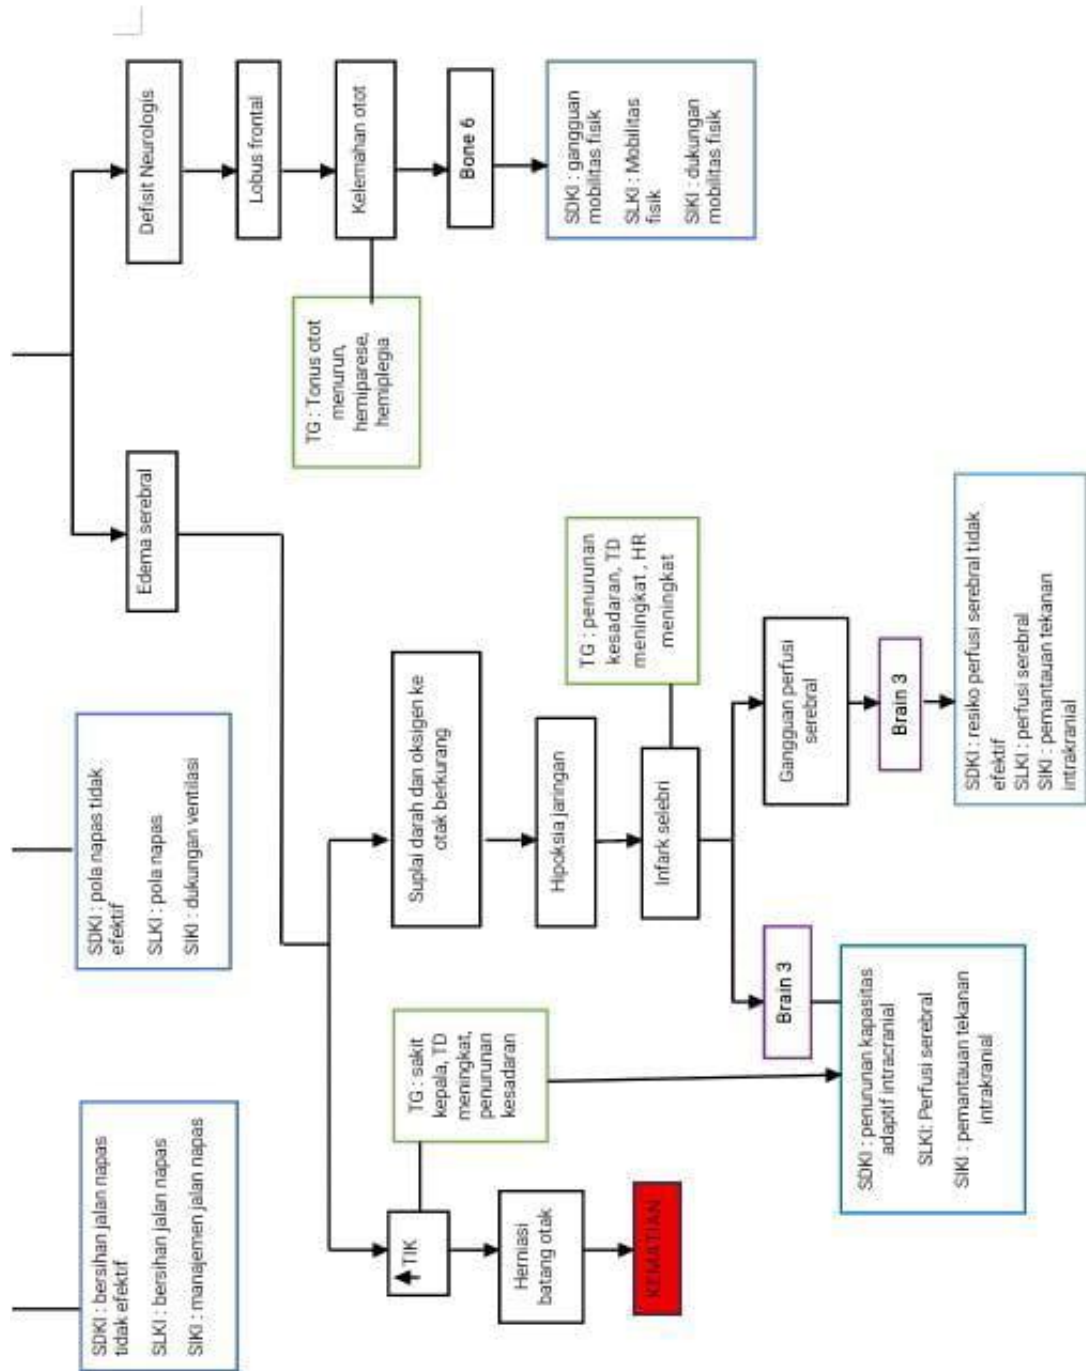 SDKI : bersihan jalan napas
tidak efektif
SLKI : bersihan jalan napas
SIKI : manajemen jalan napas
SDKI : pola napas tidak
efektif
SLKI : pola napas
SIKI : dukungan ventilasi
Edema serebral
Defisit Neurologis
Lobus frontal
Kelemahan otot
TG : Tonus otot
menurun,
hemiparese,
hemiplegia
Bone 6
SDKI : gangguan
mobilitas fisik
SLKI : Mobilitas
fisik
SIKI : dukungan
mobilitas fisik
TIK
TG : sakit
kepala, TD
meningkat,
penurunan
kesadaran
Herniasi
batang otak
KEMATIAN
Suplai darah dan oksigen ke
otak berkurang
Hipoksia jaringan
Infark selebri
TG : penurunan
kesadaran, TD
meningkat , HR
meningkat
Brain 3
SDKI : penurunan kapasitas
adaptif intracranial
SLKI: Perfusi serebral
SIKI : pemantauan tekanan
intrakranial
Gangguan perfusi
serebral
Brain 3
SDKI : resiko perfusi serebral tidak
efektif
SLKI : perfusi serebral
SIKI : pemantauan tekanan
intrakranial